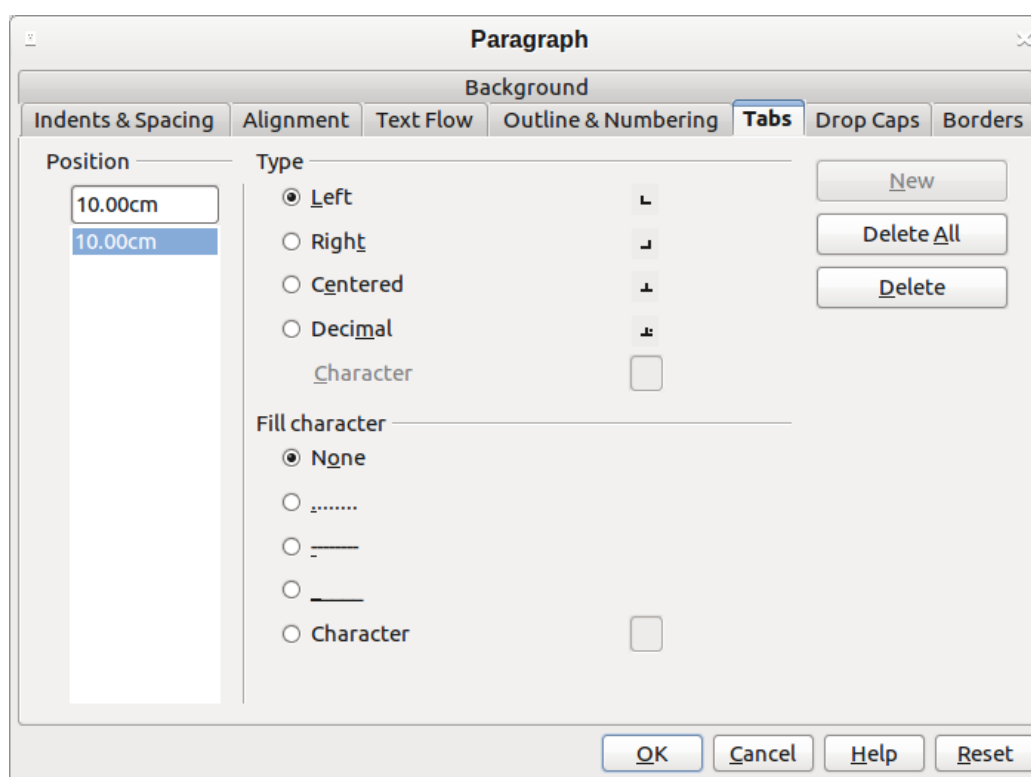 Paragraph
Background
Indents & Spacing Alignment Text Flow Outline & Numbering Tabs Drop Caps Borders
Position Type
10.00cm
10.00cm
Left
Right
Centered
Decimal
Character
New
Delete All
Delete
Fill character
None
........
-------
_______
Character
OK Cancel Help Reset